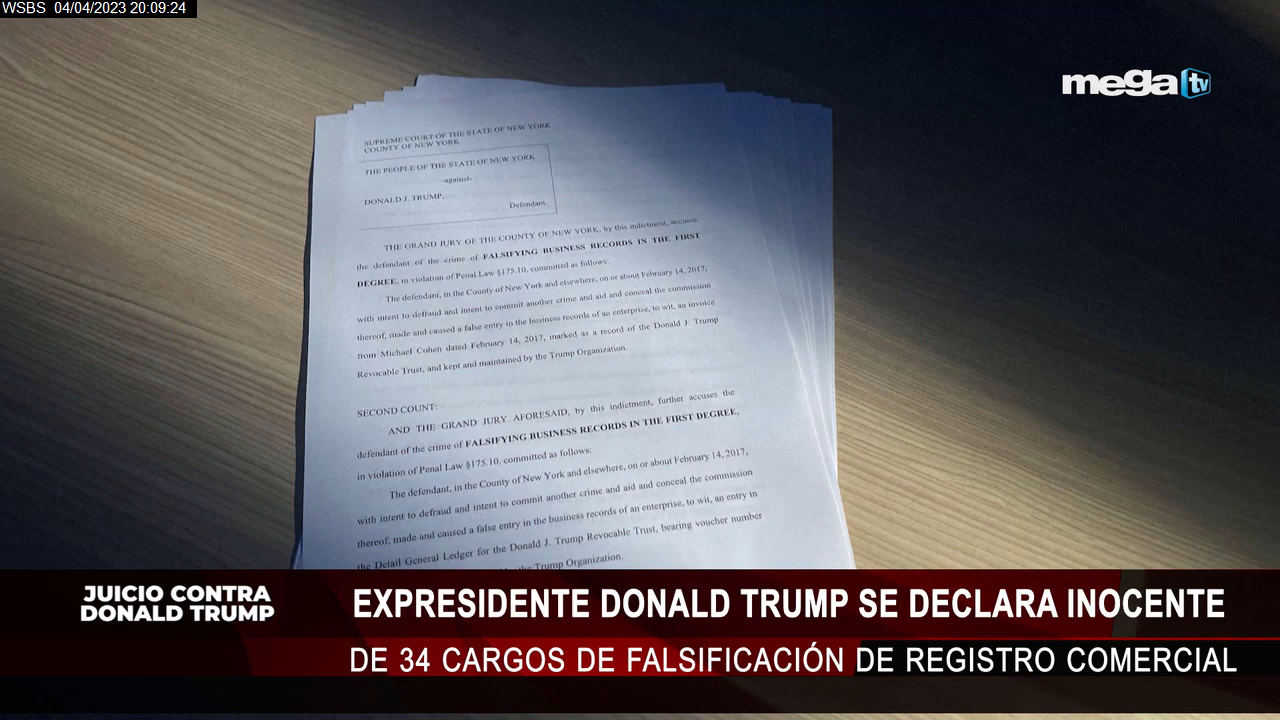 WSBS 04/04/2023 20:09:24
mega tv
SUPREME COURT OF THE STATE OF NEW YORK
COUNTY OF NEW YORK
THE PEOPLE OF THE STATE OF NEW YORK
-against-
DONALD J. TRUMP,
Defendant.
THE GRAND JURY OF THE COUNTY OF NEW YORK, by this indictment, accuses
the defendant of the crime of FALSIFYING BUSINESS RECORDS IN THE FIRST
DEGREE, in violation of Penal Law §175.10, committed as follows:
The defendant, in the County of New York and elsewhere, on or about February 14, 2017,
with intent to defraud and intent to commit another crime and aid and conceal the commission
thereof, made and caused a false entry in the business records of an enterprise, to wit, an invoice
from Michael Cohen dated February 14, 2017, marked as a record of the Donald J. Trump
Revocable Trust, and kept and maintained by the Trump Organization.
SECOND COUNT:
AND THE GRAND JURY AFORESAID, by this indictment, further accuses the
defendant of the crime of FALSIFYING BUSINESS RECORDS IN THE FIRST DEGREE,
in violation of Penal Law §175.10, committed as follows:
The defendant, in the County of New York and elsewhere, on or about February 14, 2017,
with intent to defraud and intent to commit another crime and aid and conceal the commission
thereof, made and caused a false entry in the business records of an enterprise, to wit, an entry in
the Detail General Ledger for the Donald J. Trump Revocable Trust, bearing voucher number
the Trump Organization.
JUICIO CONTRA
DONALD TRUMP
EXPRESIDENTE DONALD TRUMP SE DECLARA INOCENTE
DE 34 CARGOS DE FALSIFICACIÓN DE REGISTRO COMERCIAL